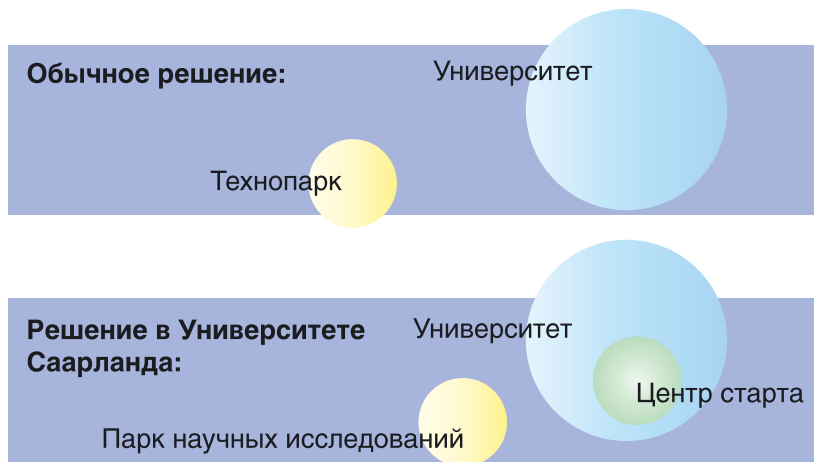 Обычное решение:
Университет
Технопарк
Решение в Университете
Саарланда:
Университет
Центр старта
Парк научных исследований